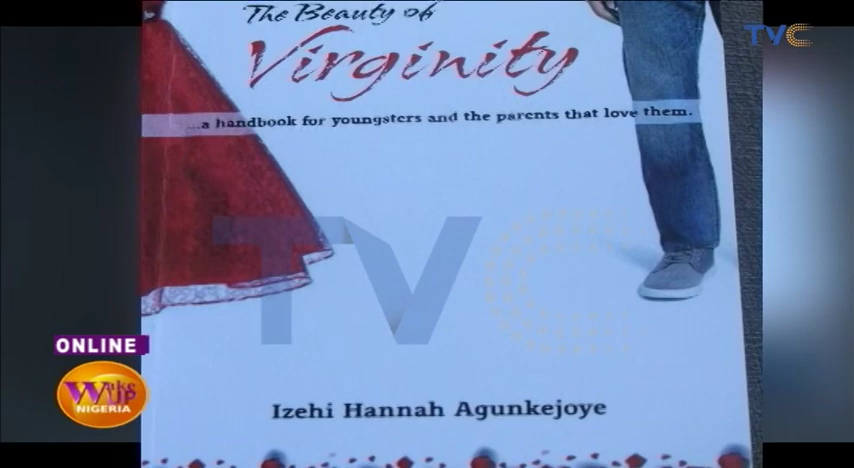 The Beauty of
TVC
Virginity
...a handbook for youngsters and the parents that love them.
TVC
ONLINE
Wake
UP
NIGERIA
Izehi Hannah Agunkejoye